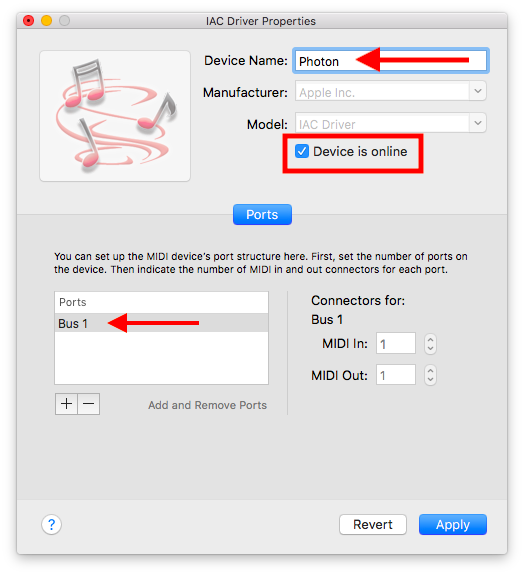 IAC Driver Properties
Device Name: Photon
Manufacturer: Apple Inc.
Model: IAC Driver
Device is online
Ports
You can set up the MIDI device's port structure here. First, set the number of ports on
the device. Then indicate the number of MIDI in and out connectors for each port.
Ports
Bus 1
+ −
Add and Remove Ports
Connectors for:
Bus 1
MIDI In: 1
MIDI Out: 1
?
Revert
Apply